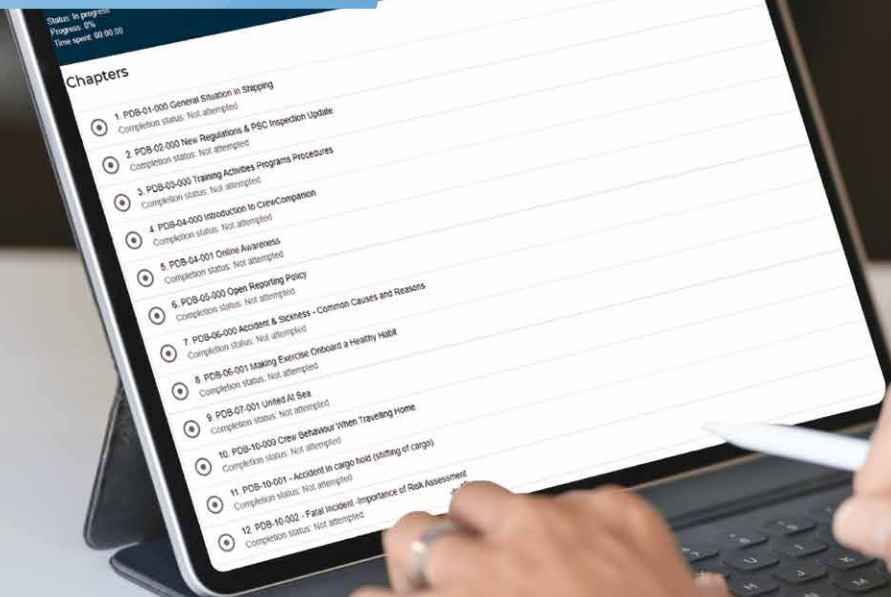 Status: In progress
Progress: 0%
Time spent: 00:00:00
Chapters
1. PDB-01-000 General Situation in Shipping
Completion status: Not attempted
2. PDB-02-000 New Regulations & PSC Inspection Update
Completion status: Not attempted
3. PDB-03-000 Training Activities Programs Procedures
Completion status: Not attempted
4. PDB-04-000 Introduction to CrewCompanion
Completion status: Not attempted
5. PDB-04-001 Online Awareness
Completion status: Not attempted
6. PDB-05-000 Open Reporting Policy
Completion status: Not attempted
7. PDB-06-000 Accident & Sickness - Common Causes and Reasons
Completion status: Not attempted
8. PDB-06-001 Making Exercise Onboard a Healthy Habit
Completion status: Not attempted
9. PDB-07-001 United At Sea
Completion status: Not attempted
10. PDB-10-000 Crew Behaviour When Travelling Home
Completion status: Not attempted
11. PDB-10-001 - Accident in cargo hold (shifting of cargo)
Completion status: Not attempted
12. PDB-10-002 - Fatal Incident -Importance of Risk Assessment
Completion status: Not attempted